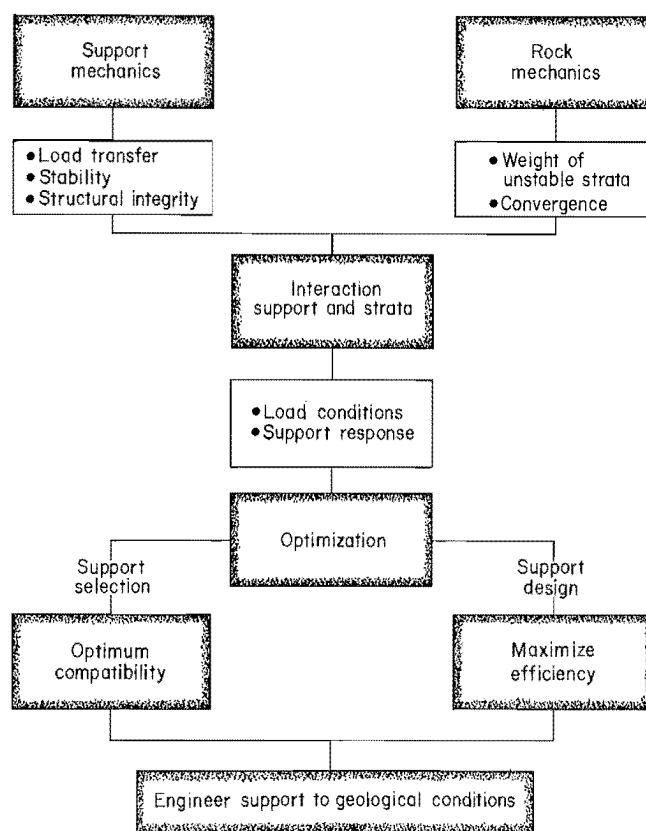 Support
mechanics
Rock
mechanics
• Load transfer
• Stability
• Structural integrity
• Weight of
unstable strata
• Convergence
Interaction
support and strata
• Load conditions
• Support response
Optimization
Support
selection
Support
design
Optimum
compatibility
Maximize
efficiency
Engineer support to geological conditions